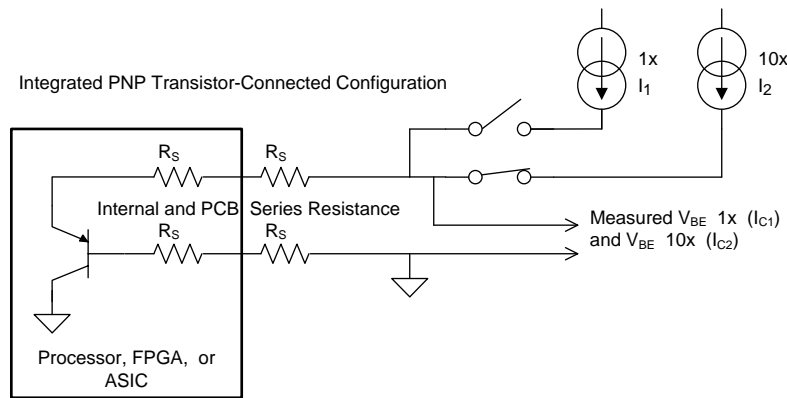 Integrated PNP Transistor-Connected Configuration
1x
I1
10x
I2
RS
RS
Internal and PCB Series Resistance
RS
RS
Measured VBE 1x (IC1)
and VBE 10x (IC2)
Processor, FPGA, or
ASIC